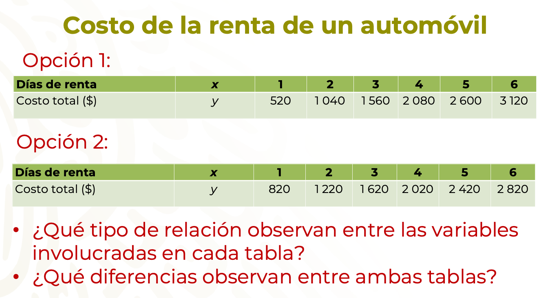 Costo de la renta de un automóvil
Opción 1:
Días de renta x 1 2 3 4 5 6
Costo total ($) y 520 1 040 1 560 2 080 2 600 3 120
Opción 2:
Días de renta x 1 2 3 4 5 6
Costo total ($) y 820 1 220 1 620 2 020 2 420 2 820
• ¿Qué tipo de relación observan entre las variables
involucradas en cada tabla?
• ¿Qué diferencias observan entre ambas tablas?